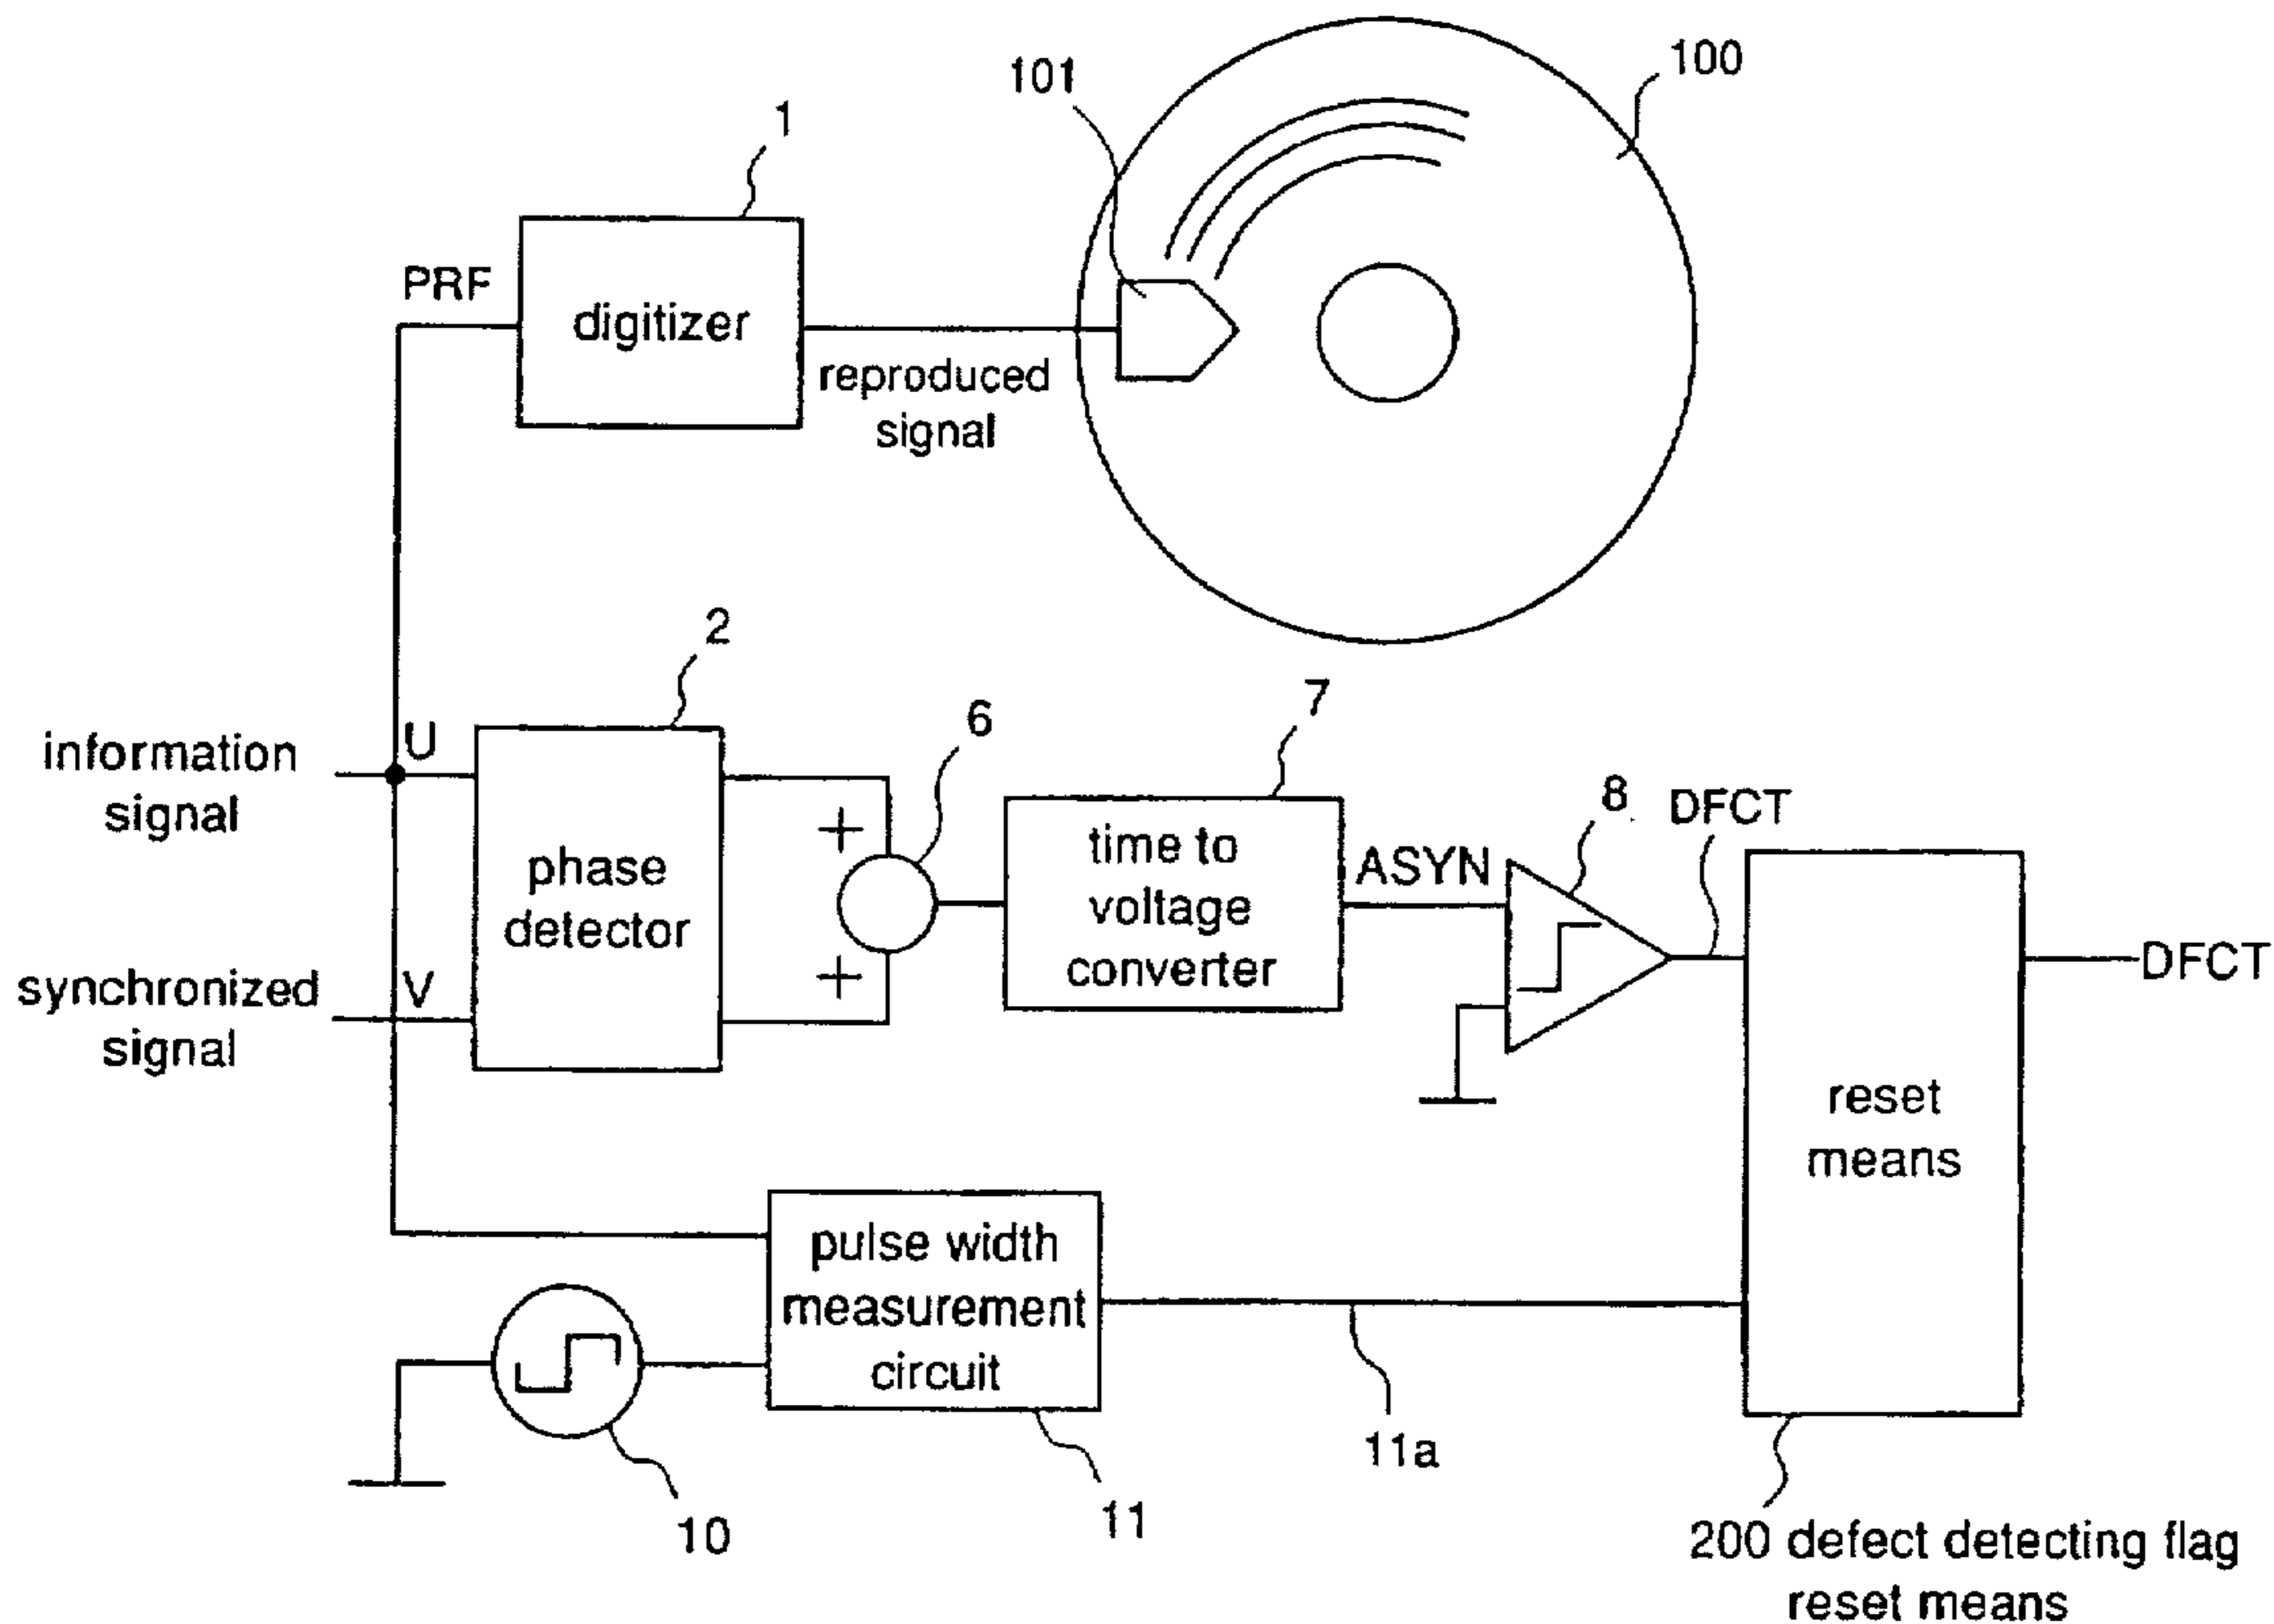 100
101
1
PRF
digitizer
reproduced
signal
2
7
6
U
information
signal
8
DFCT
phase
detector
+
+
time to
voltage
converter
ASYN
DFCT
V
synchronized
signal
reset
means
pulse width
measurement
circuit
11a
11
10
200 defect detecting flag
reset means